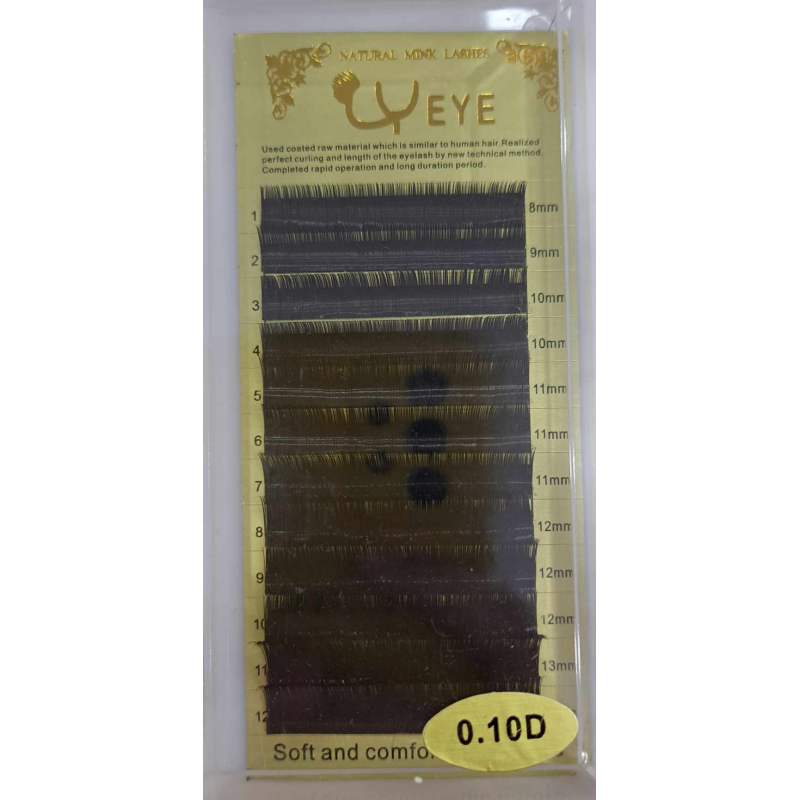 NATURAL MINK LASHES
EYE
Used coated raw material which is similar to human hair.Realized
perfect curling and length of the eyelash by new technical method.
Completed rapid operation and long duration period.
1 8mm
2 9mm
3 10mm
4 10mm
5 11mm
6 11mm
7 11mm
8 12mm
9 12mm
10 12mm
11 13mm
12
0.10D
Soft and